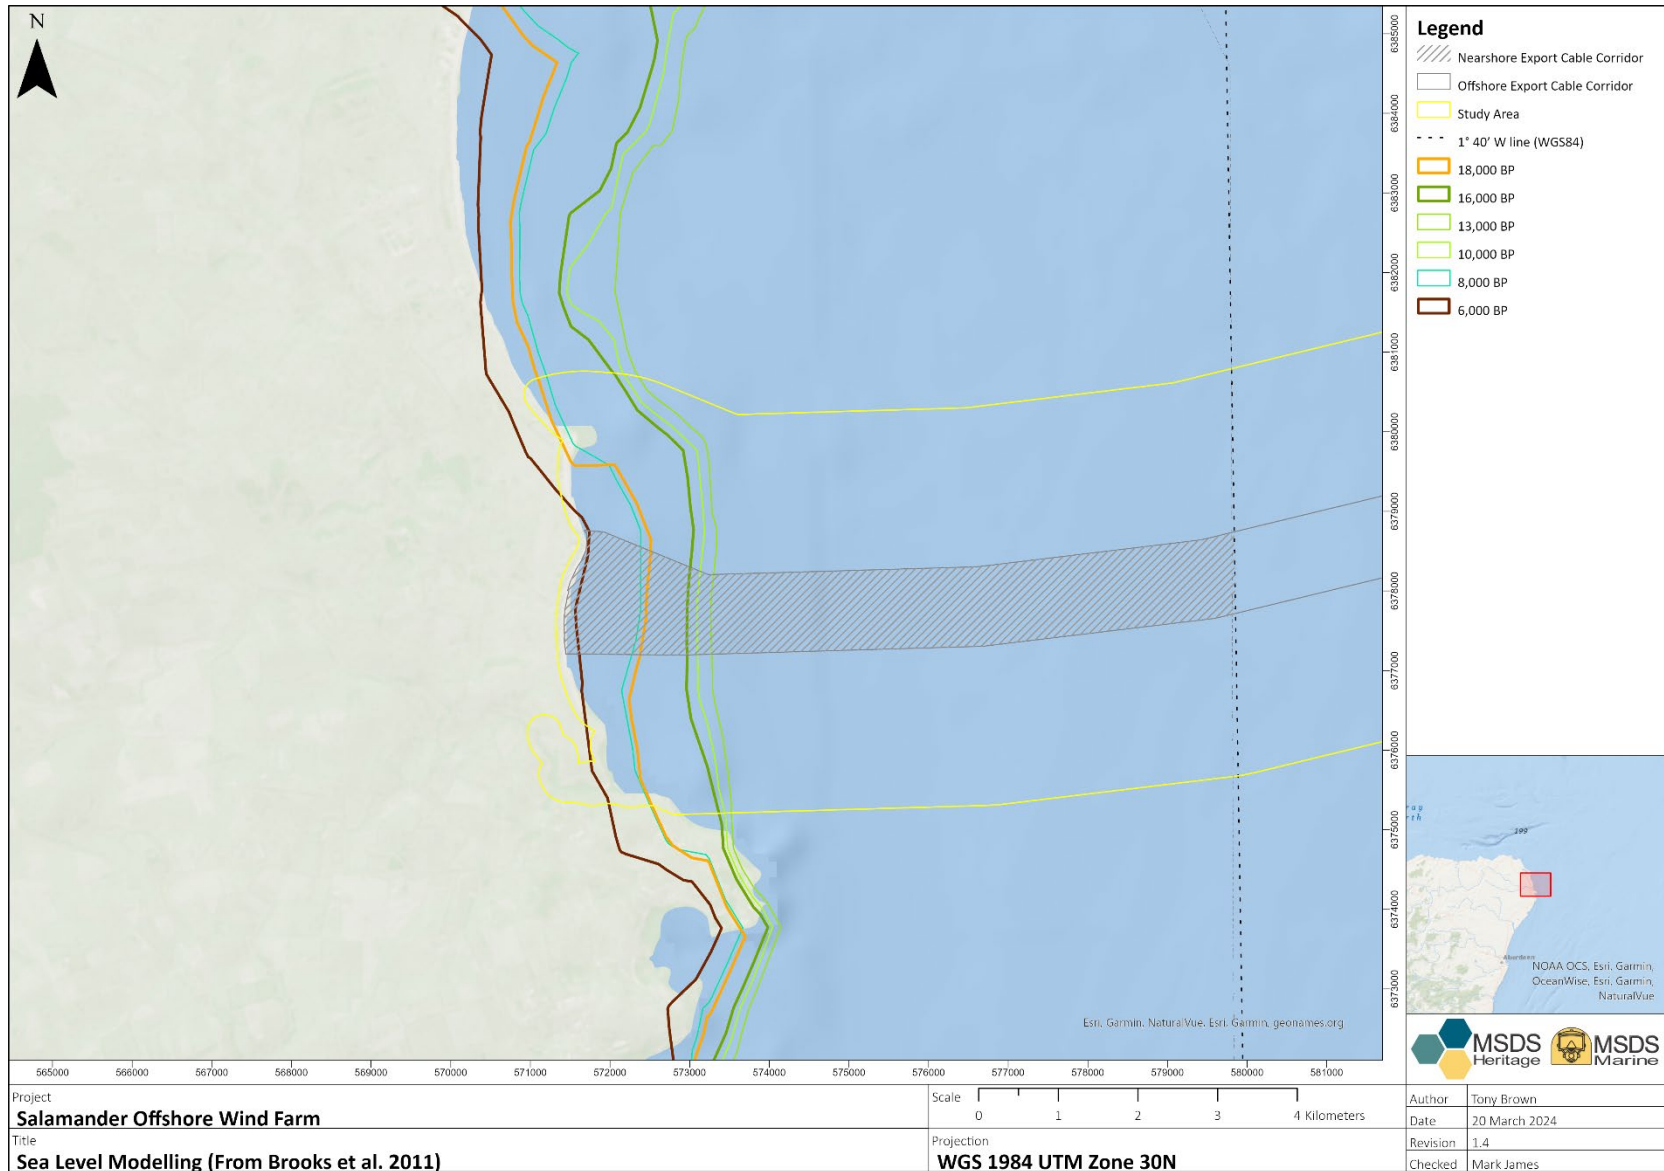 N
Legend
Nearshore Export Cable Corridor
Offshore Export Cable Corridor
Study Area
1° 40' W line (WGS84)
18,000 BP
16,000 BP
13,000 BP
10,000 BP
8,000 BP
6,000 BP
6385000
6384000
6383000
6382000
6381000
6380000
6379000
6378000
6377000
6376000
6375000
6374000
6373000
Esri, Garmin, NaturalVue, Esri, Garmin, geonames.org
565000 566000 567000 568000 569000 570000 571000 572000 573000 574000 575000 576000 577000 578000 579000 580000 581000
199
Aberdeen
NOAA OCS, Esri, Garmin,
OceanWise, Esri, Garmin,
NaturalVue
MSDS
Heritage
MSDS
Marine
Project
Salamander Offshore Wind Farm
Scale
0 1 2 3 4 Kilometers
Title
Sea Level Modelling (From Brooks et al. 2011)
Projection
WGS 1984 UTM Zone 30N
Author Tony Brown
Date 20 March 2024
Revision 1.4
Checked Mark James